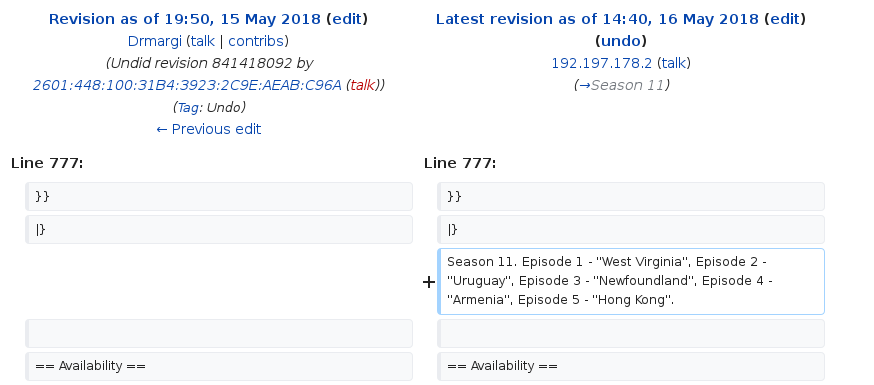 Revision as of 19:50, 15 May 2018 (edit)
Drmargi (talk | contribs)
(Undid revision 841418092 by
2601:448:100:31B4:3923:2C9E:AEAB:C96A (talk))
(Tag: Undo)
← Previous edit
Latest revision as of 14:40, 16 May 2018 (edit)
(undo)
192.197.178.2 (talk)
(→Season 11)
Line 777:
Line 777:
}}
}}
|}
|}
+ Season 11. Episode 1 - "West Virginia", Episode 2 -
"Uruguay", Episode 3 - "Newfoundland", Episode 4 -
"Armenia", Episode 5 - "Hong Kong".
== Availability ==
== Availability ==